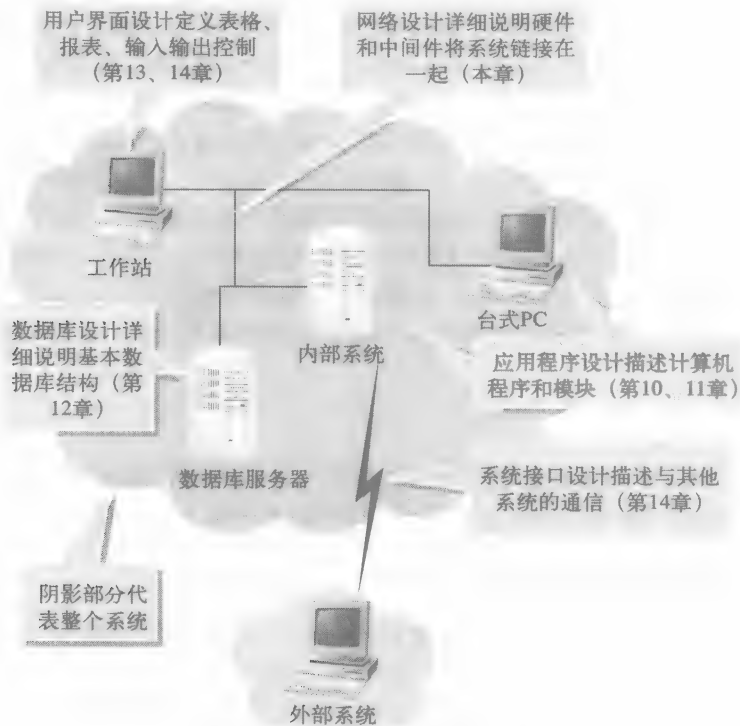 用户界面设计定义表格、
报表、输入输出控制
（第13、14章）
网络设计详细说明硬件
和中间件将系统链接在
一起（本章）
工作站
台式PC
内部系统
数据库设计详
细说明基本数
据库结构（第
12章）
应用程序设计描述计算机
程序和模块（第10、11章）
数据库服务器
系统接口设计描述与其他
系统的通信（第14章）
阴影部分代
表整个系统
外部系统